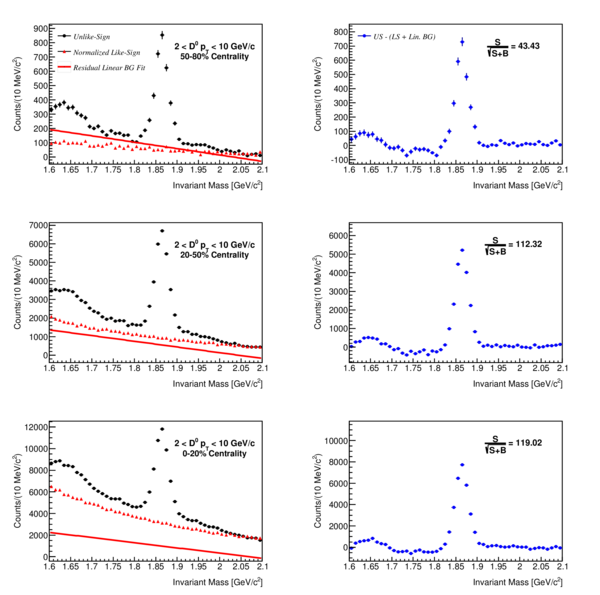 Unlike-Sign
Normalized Like-Sign
Residual Linear BG Fit
2 < D⁰ p_T < 10 GeV/c
50-80% Centrality
Counts/(10 MeV/c²)
900
800
700
600
500
400
300
200
100
0
1.6 1.65 1.7 1.75 1.8 1.85 1.9 1.95 2 2.05 2.1
Invariant Mass [GeV/c²]
US - (LS + Lin. BG)
S/√S+B = 43.43
Counts/(10 MeV/c²)
800
700
600
500
400
300
200
100
0
-100
1.6 1.65 1.7 1.75 1.8 1.85 1.9 1.95 2 2.05 2.1
Invariant Mass [GeV/c²]
2 < D⁰ p_T < 10 GeV/c
20-50% Centrality
Counts/(10 MeV/c²)
7000
6000
5000
4000
3000
2000
1000
0
1.6 1.65 1.7 1.75 1.8 1.85 1.9 1.95 2 2.05 2.1
Invariant Mass [GeV/c²]
S/√S+B = 112.32
Counts/(10 MeV/c²)
6000
5000
4000
3000
2000
1000
0
1.6 1.65 1.7 1.75 1.8 1.85 1.9 1.95 2 2.05 2.1
Invariant Mass [GeV/c²]
2 < D⁰ p_T < 10 GeV/c
0-20% Centrality
Counts/(10 MeV/c²)
12000
10000
8000
6000
4000
2000
0
1.6 1.65 1.7 1.75 1.8 1.85 1.9 1.95 2 2.05 2.1
Invariant Mass [GeV/c²]
S/√S+B = 119.02
Counts/(10 MeV/c²)
10000
8000
6000
4000
2000
0
1.6 1.65 1.7 1.75 1.8 1.85 1.9 1.95 2 2.05 2.1
Invariant Mass [GeV/c²]